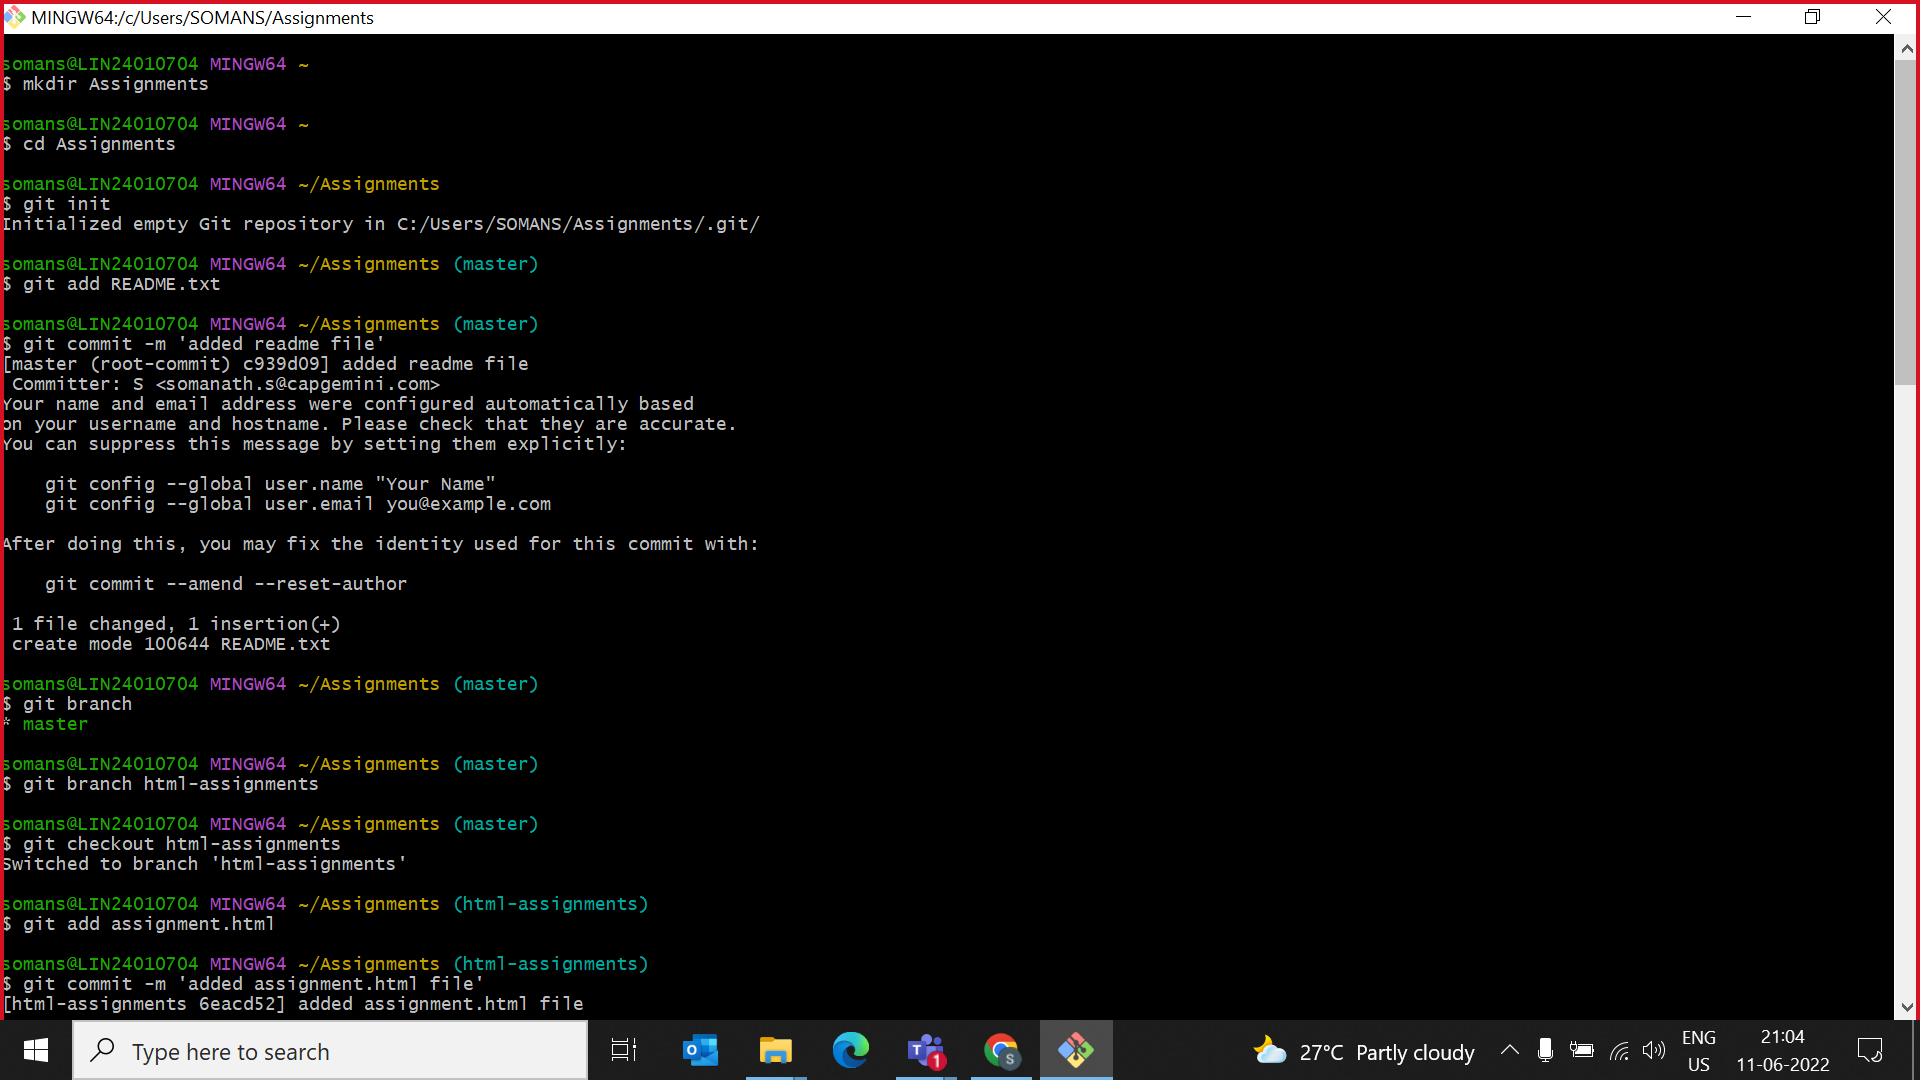 MINGW64:/c/Users/SOMANS/Assignments
somans@LIN24010704 MINGW64 ~
$ mkdir Assignments
somans@LIN24010704 MINGW64 ~
$ cd Assignments
somans@LIN24010704 MINGW64 ~/Assignments
$ git init
Initialized empty Git repository in C:/Users/SOMANS/Assignments/.git/
somans@LIN24010704 MINGW64 ~/Assignments (master)
$ git add README.txt
somans@LIN24010704 MINGW64 ~/Assignments (master)
$ git commit -m 'added readme file'
[master (root-commit) c939d09] added readme file
Committer: S <somanath.s@capgemini.com>
Your name and email address were configured automatically based
on your username and hostname. Please check that they are accurate.
You can suppress this message by setting them explicitly:
git config --global user.name "Your Name"
git config --global user.email you@example.com
After doing this, you may fix the identity used for this commit with:
git commit --amend --reset-author
1 file changed, 1 insertion(+)
create mode 100644 README.txt
somans@LIN24010704 MINGW64 ~/Assignments (master)
$ git branch
* master
somans@LIN24010704 MINGW64 ~/Assignments (master)
$ git branch html-assignments
somans@LIN24010704 MINGW64 ~/Assignments (master)
$ git checkout html-assignments
Switched to branch 'html-assignments'
somans@LIN24010704 MINGW64 ~/Assignments (html-assignments)
$ git add assignment.html
somans@LIN24010704 MINGW64 ~/Assignments (html-assignments)
$ git commit -m 'added assignment.html file'
[html-assignments 6eacd52] added assignment.html file
Type here to search
27°C Partly cloudy
ENG
US
21:04
11-06-2022